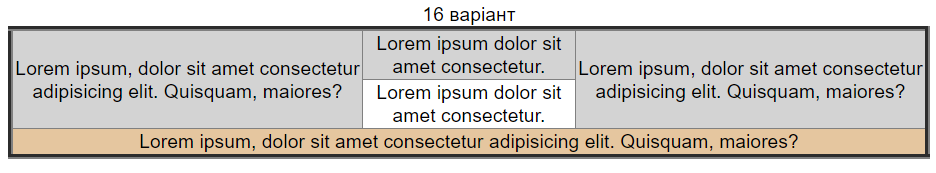 16 варіант
Lorem ipsum, dolor sit amet consectetur
adipisicing elit. Quisquam, maiores?
Lorem ipsum dolor sit
amet consectetur.
Lorem ipsum dolor sit
amet consectetur.
Lorem ipsum, dolor sit amet consectetur
adipisicing elit. Quisquam, maiores?
Lorem ipsum, dolor sit amet consectetur adipisicing elit. Quisquam, maiores?